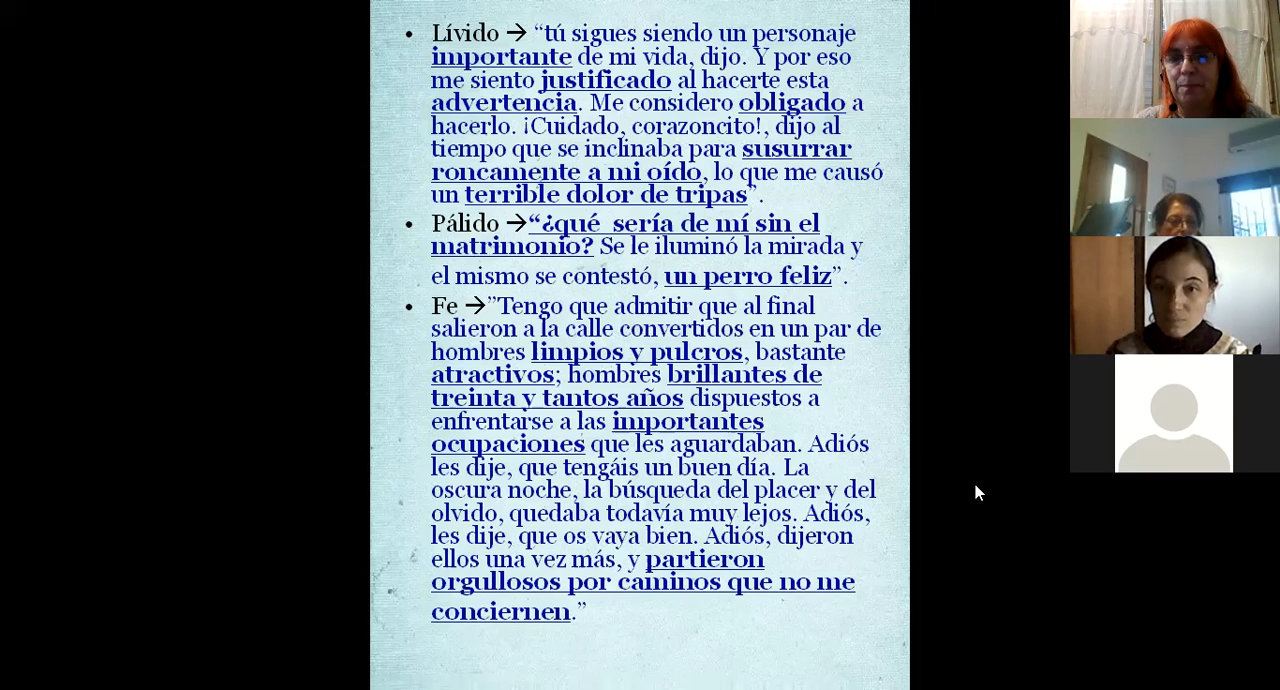 • Lívido → “tú sigues siendo un personaje
importante de mi vida, dijo. Y por eso
me siento justificado al hacerte esta
advertencia. Me considero obligado a
hacerlo. ¡Cuidado, corazoncito!, dijo al
tiempo que se inclinaba para susurrar
roncamente a mi oído, lo que me causó
un terrible dolor de tripas”.
• Pálido →“¿qué sería de mí sin el
matrimonio? Se le iluminó la mirada y
el mismo se contestó, un perro feliz”.
• Fe →”Tengo que admitir que al final
salieron a la calle convertidos en un par de
hombres limpios y pulcros, bastante
atractivos; hombres brillantes de
treinta y tantos años dispuestos a
enfrentarse a las importantes
ocupaciones que les aguardaban. Adiós
les dije, que tengáis un buen día. La
oscura noche, la búsqueda del placer y del
olvido, quedaba todavía muy lejos. Adiós,
les dije, que os vaya bien. Adiós, dijeron
ellos una vez más, y partieron
orgullosos por caminos que no me
conciernen.”